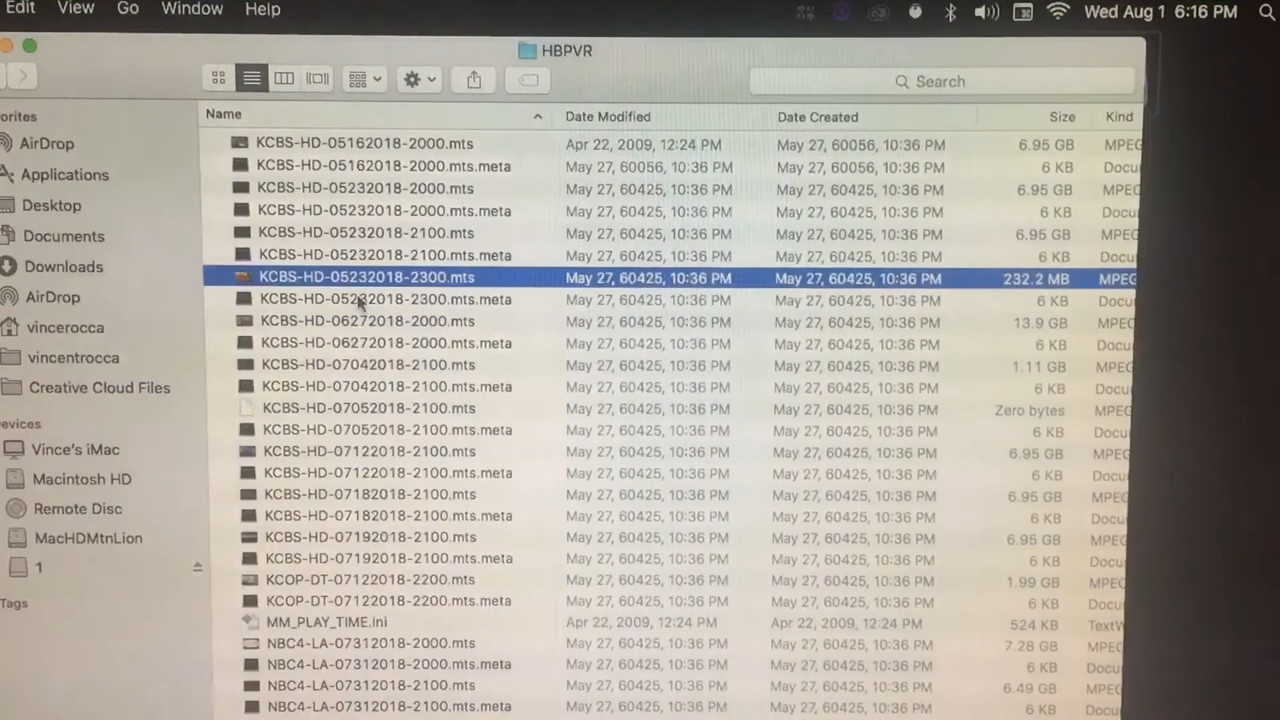 Edit View Go Window Help Wed Aug 1 6:16 PM
HBPVR
Search
Name Date Modified Date Created Size Kind
KCBS-HD-05162018-2000.mts Apr 22, 2009, 12:24 PM May 27, 60056, 10:36 PM 6.95 GB MPEG
KCBS-HD-05162018-2000.mts.meta May 27, 60056, 10:36 PM May 27, 60056, 10:36 PM 6 KB Docu
KCBS-HD-05232018-2000.mts May 27, 60425, 10:36 PM May 27, 60425, 10:36 PM 6.95 GB MPEG
KCBS-HD-05232018-2000.mts.meta May 27, 60425, 10:36 PM May 27, 60425, 10:36 PM 6 KB Docu
KCBS-HD-05232018-2100.mts May 27, 60425, 10:36 PM May 27, 60425, 10:36 PM 6.95 GB MPEG
KCBS-HD-05232018-2100.mts.meta May 27, 60425, 10:36 PM May 27, 60425, 10:36 PM 6 KB Docu
KCBS-HD-05232018-2300.mts May 27, 60425, 10:36 PM May 27, 60425, 10:36 PM 232.2 MB MPEG
KCBS-HD-05232018-2300.mts.meta May 27, 60425, 10:36 PM May 27, 60425, 10:36 PM 6 KB Docu
KCBS-HD-06272018-2000.mts May 27, 60425, 10:36 PM May 27, 60425, 10:36 PM 13.9 GB MPEG
KCBS-HD-06272018-2000.mts.meta May 27, 60425, 10:36 PM May 27, 60425, 10:36 PM 6 KB Docu
KCBS-HD-07042018-2100.mts May 27, 60425, 10:36 PM May 27, 60425, 10:36 PM 1.11 GB MPEG
KCBS-HD-07042018-2100.mts.meta May 27, 60425, 10:36 PM May 27, 60425, 10:36 PM 6 KB Docu
KCBS-HD-07052018-2100.mts May 27, 60425, 10:36 PM May 27, 60425, 10:36 PM Zero bytes MPEG
KCBS-HD-07052018-2100.mts.meta May 27, 60425, 10:36 PM May 27, 60425, 10:36 PM 6 KB Docu
KCBS-HD-07122018-2100.mts May 27, 60425, 10:36 PM May 27, 60425, 10:36 PM 6.95 GB MPEG
KCBS-HD-07122018-2100.mts.meta May 27, 60425, 10:36 PM May 27, 60425, 10:36 PM 6 KB Docu
KCBS-HD-07182018-2100.mts May 27, 60425, 10:36 PM May 27, 60425, 10:36 PM 6.95 GB MPEG
KCBS-HD-07182018-2100.mts.meta May 27, 60425, 10:36 PM May 27, 60425, 10:36 PM 6 KB Docu
KCBS-HD-07192018-2100.mts May 27, 60425, 10:36 PM May 27, 60425, 10:36 PM 6.95 GB MPEG
KCBS-HD-07192018-2100.mts.meta May 27, 60425, 10:36 PM May 27, 60425, 10:36 PM 6 KB Docu
KCOP-DT-07122018-2200.mts May 27, 60425, 10:36 PM May 27, 60425, 10:36 PM 1.99 GB MPEG
KCOP-DT-07122018-2200.mts.meta May 27, 60425, 10:36 PM May 27, 60425, 10:36 PM 6 KB Docu
MM_PLAY_TIME.ini Apr 22, 2009, 12:24 PM Apr 22, 2009, 12:24 PM 524 KB TextW
NBC4-LA-07312018-2000.mts May 27, 60425, 10:36 PM May 27, 60425, 10:36 PM 7.28 GB MPEG
NBC4-LA-07312018-2000.mts.meta May 27, 60425, 10:36 PM May 27, 60425, 10:36 PM 6 KB Docu
NBC4-LA-07312018-2100.mts May 27, 60425, 10:36 PM May 27, 60425, 10:36 PM 6.49 GB MPEG
NBC4-LA-07312018-2100.mts.meta May 27, 60425, 10:36 PM May 27, 60425, 10:36 PM 6 KB Docu
orites
AirDrop
Applications
Desktop
Documents
Downloads
AirDrop
vincerocca
vincentrocca
Creative Cloud Files
evices
Vince's iMac
Macintosh HD
Remote Disc
MacHDMtnLion
1
Tags